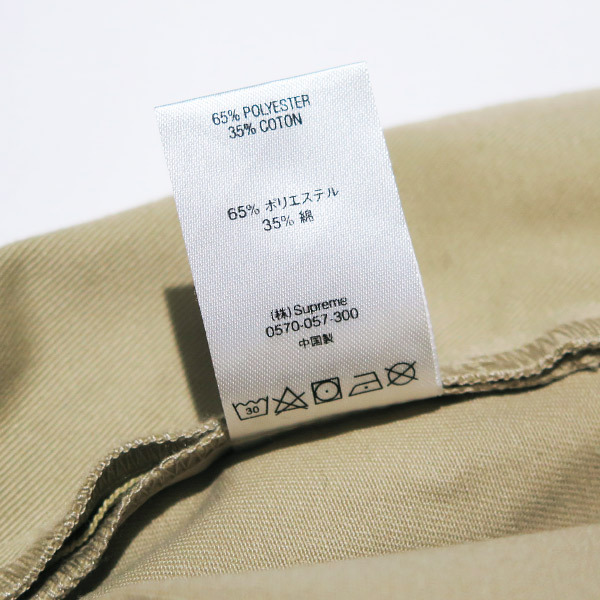 65% POLYESTER
35% COTON
65% ポリエステル
35% 綿
(株)Supreme
0570-057-300
中国製
30